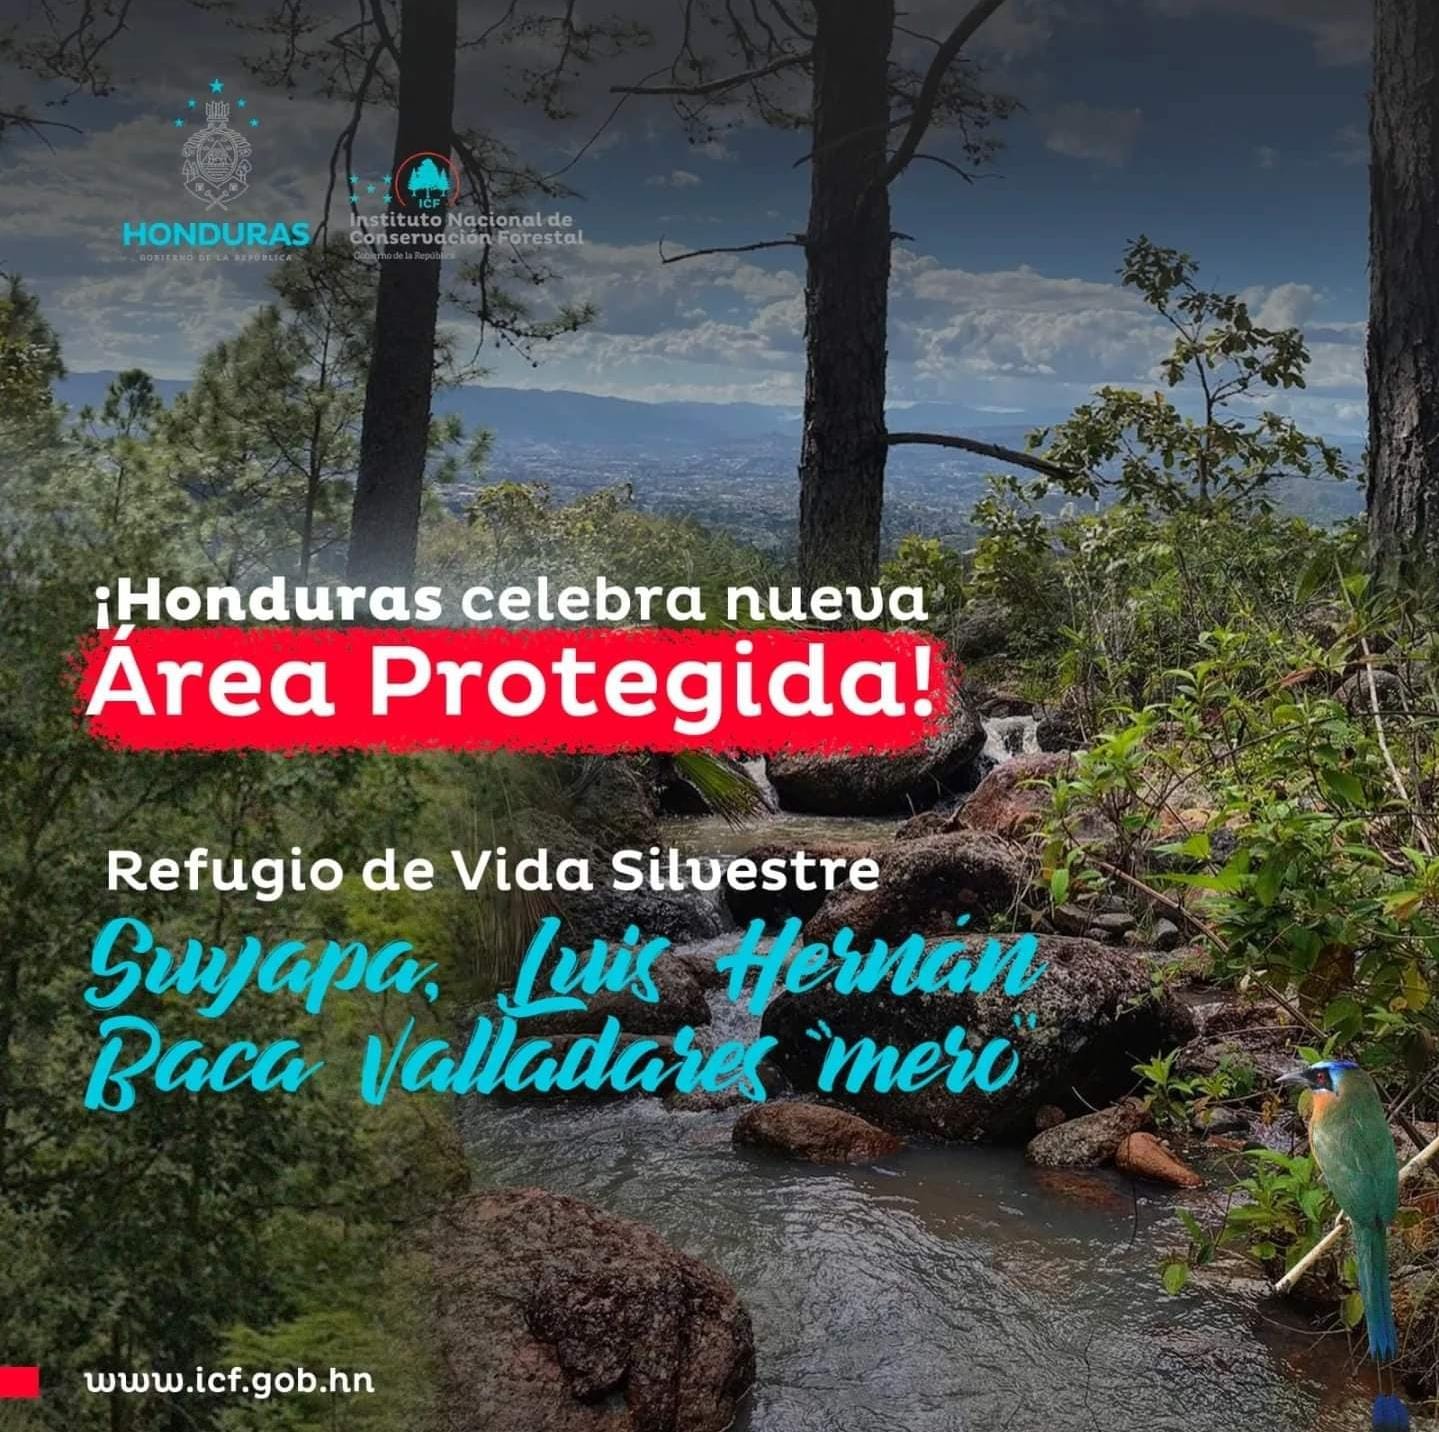 HONDURAS
GOBIERNO DE LA REPÚBLICA
ICF
Instituto Nacional de
Conservación Forestal
Gobierno de la República
¡Honduras celebra nueva
Área Protegida!
Refugio de Vida Silvestre
Suyapa, Luis Hernán
Baca Valladares "mero"
www.icf.gob.hn